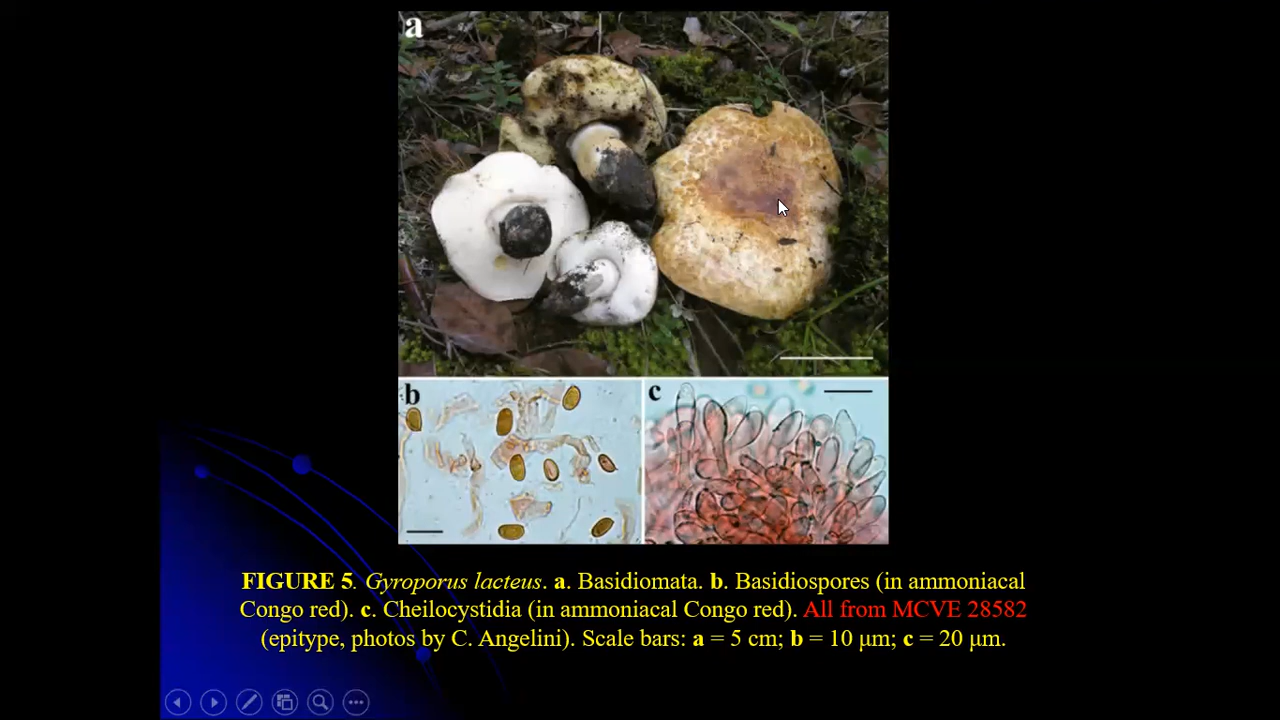 a
b
c
FIGURE 5. Gyroporus lacteus. a. Basidiomata. b. Basidiospores (in ammoniacal
Congo red). c. Cheilocystidia (in ammoniacal Congo red). All from MCVE 28582
(epitype, photos by C. Angelini). Scale bars: a = 5 cm; b = 10 μm; c = 20 μm.